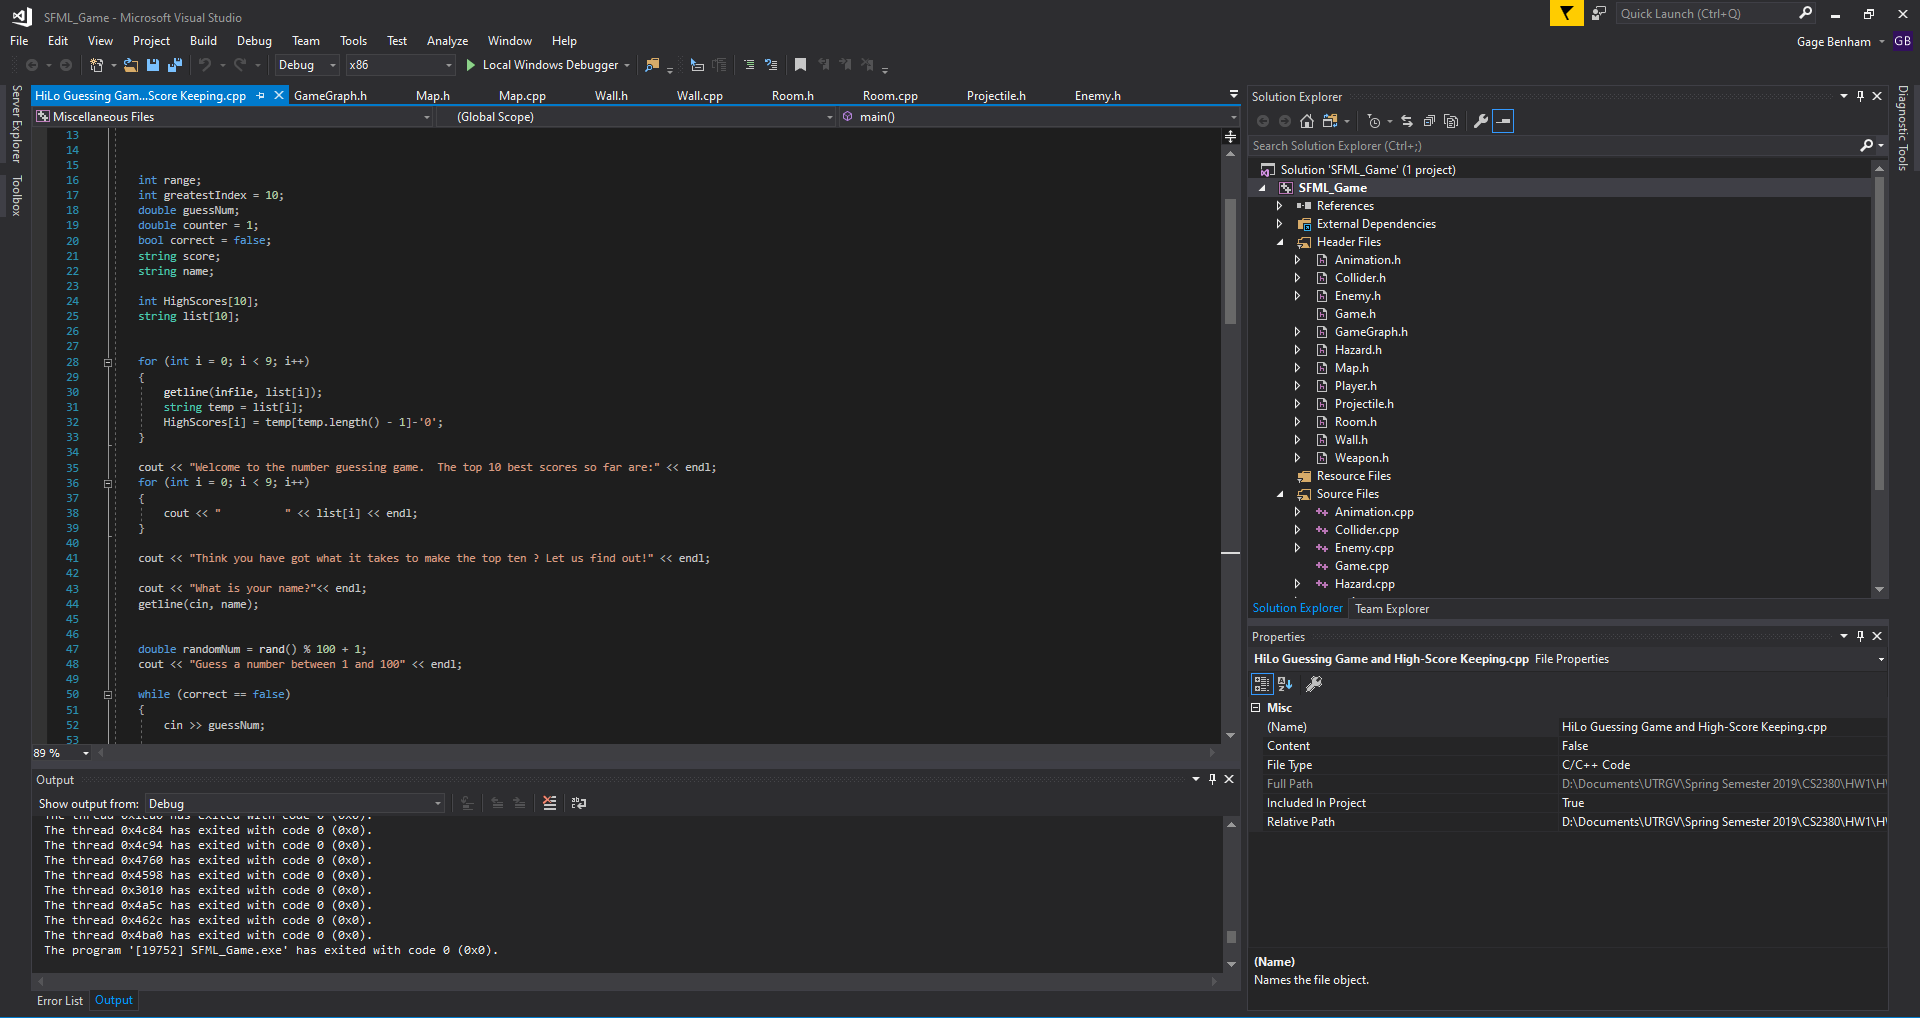 SFML_Game - Microsoft Visual Studio
Quick Launch (Ctrl+Q)
File Edit View Project Build Debug Team Tools Test Analyze Window Help
Gage Benham GB
Debug x86 Local Windows Debugger
Server Explorer
Toolbox
HiLo Guessing Gam...Score Keeping.cpp GameGraph.h Map.h Map.cpp Wall.h Wall.cpp Room.h Room.cpp Projectile.h Enemy.h
Miscellaneous Files (Global Scope) main()
13
14
15
16 int range;
17 int greatestIndex = 10;
18 double guessNum;
19 double counter = 1;
20 bool correct = false;
21 string score;
22 string name;
23
24 int HighScores[10];
25 string list[10];
26
27
28 for (int i = 0; i < 9; i++)
29 {
30 getline(infile, list[i]);
31 string temp = list[i];
32 HighScores[i] = temp[temp.length() - 1]-'0';
33 }
34
35 cout << "Welcome to the number guessing game.  The top 10 best scores so far are:" << endl;
36 for (int i = 0; i < 9; i++)
37 {
38 cout << "          " << list[i] << endl;
39 }
40
41 cout << "Think you have got what it takes to make the top ten ? Let us find out!" << endl;
42
43 cout << "What is your name?"<< endl;
44 getline(cin, name);
45
46
47 double randomNum = rand() % 100 + 1;
48 cout << "Guess a number between 1 and 100" << endl;
49
50 while (correct == false)
51 {
52 cin >> guessNum;
53
89 %
Output
Show output from: Debug
The thread 0x4c84 has exited with code 0 (0x0).
The thread 0x4c94 has exited with code 0 (0x0).
The thread 0x4760 has exited with code 0 (0x0).
The thread 0x4598 has exited with code 0 (0x0).
The thread 0x3010 has exited with code 0 (0x0).
The thread 0x4a5c has exited with code 0 (0x0).
The thread 0x462c has exited with code 0 (0x0).
The thread 0x4ba0 has exited with code 0 (0x0).
The program '[19752] SFML_Game.exe' has exited with code 0 (0x0).
Error List Output
Solution Explorer
Search Solution Explorer (Ctrl+;)
Solution 'SFML_Game' (1 project)
SFML_Game
References
External Dependencies
Header Files
Animation.h
Collider.h
Enemy.h
Game.h
GameGraph.h
Hazard.h
Map.h
Player.h
Projectile.h
Room.h
Wall.h
Weapon.h
Resource Files
Source Files
Animation.cpp
Collider.cpp
Enemy.cpp
Game.cpp
Hazard.cpp
Solution Explorer Team Explorer
Properties
HiLo Guessing Game and High-Score Keeping.cpp File Properties
Misc
(Name) HiLo Guessing Game and High-Score Keeping.cpp
Content False
File Type C/C++ Code
Full Path D:\Documents\UTRGV\Spring Semester 2019\CS2380\HW1\H
Included In Project True
Relative Path D:\Documents\UTRGV\Spring Semester 2019\CS2380\HW1\H
(Name)
Names the file object.
Diagnostic Tools